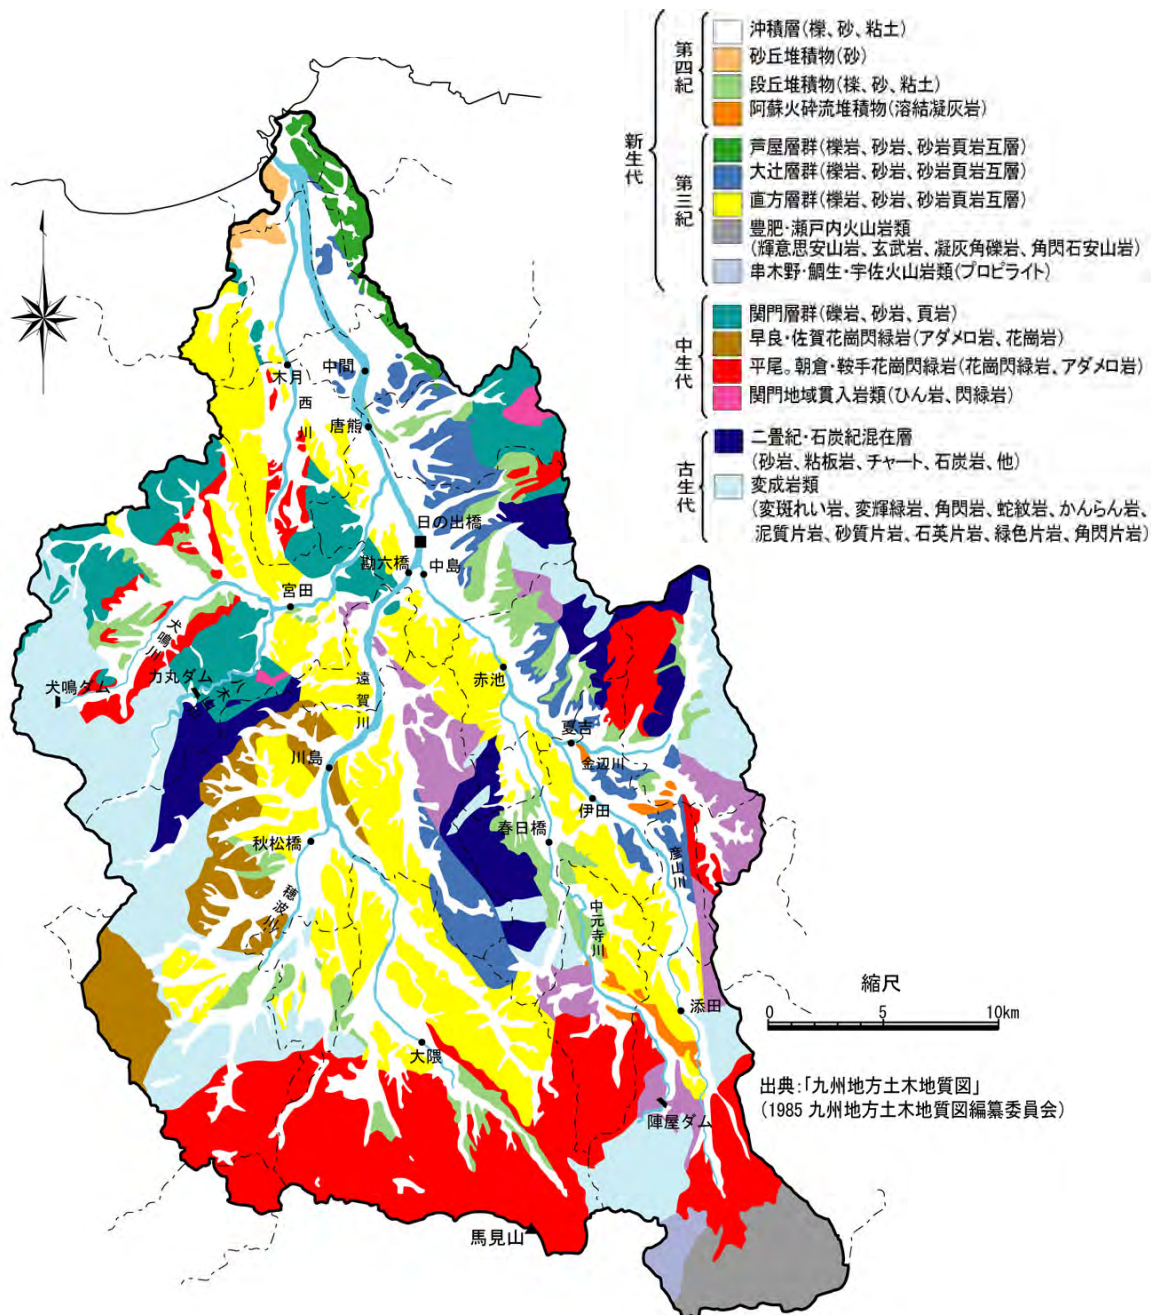 新生代
第四紀
沖積層(櫟、砂、粘土)
砂丘堆積物(砂)
段丘堆積物(櫟、砂、粘土)
阿蘇火砕流堆積物(溶結凝灰岩)
第三紀
芦屋層群(櫟岩、砂岩、砂岩頁岩互層)
大辻層群(櫟岩、砂岩、砂岩頁岩互層)
直方層群(櫟岩、砂岩、砂岩頁岩互層)
豊肥・瀬戸内火山岩類
(輝意思安山岩、玄武岩、凝灰角礫岩、角閃石安山岩)
串木野・鯛生・宇佐火山岩類(プロピライト)
中生代
関門層群(礫岩、砂岩、頁岩)
早良・佐賀花崗閃緑岩(アダメロ岩、花崗岩)
平尾。朝倉・鞍手花崗閃緑岩(花崗閃緑岩、アダメロ岩)
関門地域貫入岩類(ひん岩、閃緑岩)
古生代
二畳紀・石炭紀混在層
(砂岩、粘板岩、チャート、石炭岩、他)
変成岩類
(変斑れい岩、変輝緑岩、角閃岩、蛇紋岩、かんらん岩、
泥質片岩、砂質片岩、石英片岩、緑色片岩、角閃片岩)
木月
中間
西川
唐熊
日の出橋
勘六橋
中島
宮田
犬鳴川
犬鳴ダム
力丸ダム
遠賀川
赤池
夏吉
金辺川
川島
伊田
春日橋
秋松橋
彦山川
穂波川
中元寺川
添田
大隈
陣屋ダム
馬見山
縮尺
0 5 10km
出典:「九州地方土木地質図」
(1985 九州地方土木地質図編纂委員会)